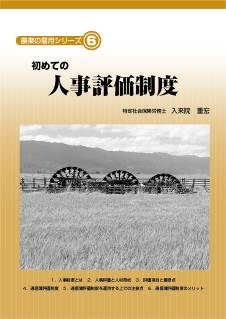 農業の雇用シリーズ 6
初めての
人事評価制度
特定社会保険労務士 入来院 重宏
1. 人事制度とは 2. 人事評価と人材育成 3. 評価項目と着眼点
4. 通信簿評価制度 5. 通信簿評価制度を運用する上での注意点 6. 通信簿評価制度のメリット